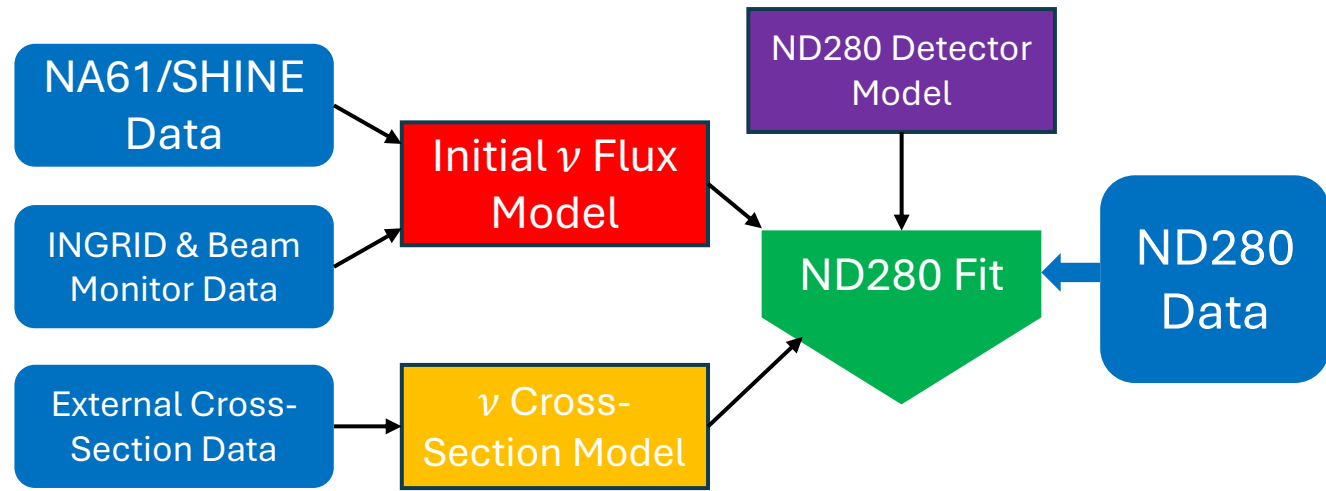 NA61/SHINE
Data
INGRID & Beam
Monitor Data
External Cross-
Section Data
Initial ν Flux
Model
ν Cross-
Section Model
ND280 Detector
Model
ND280 Fit
ND280
Data